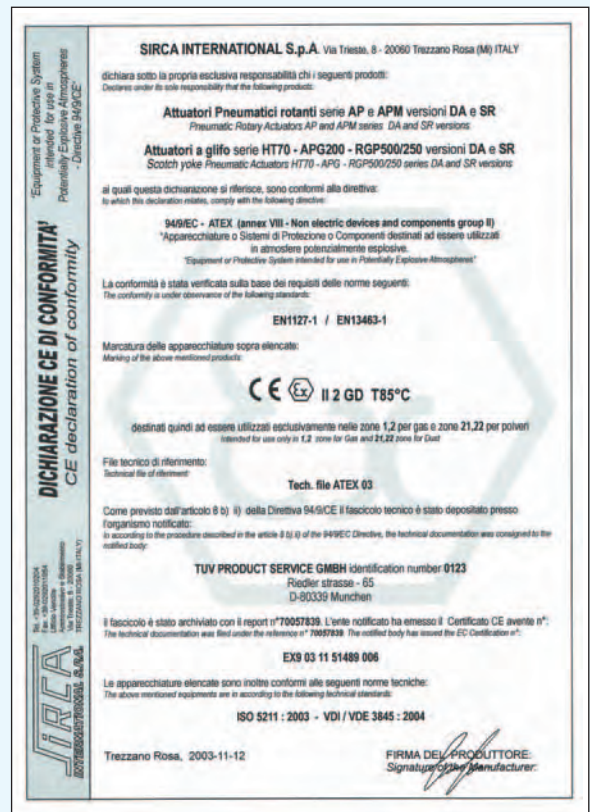 SIRCA INTERNATIONAL S.p.A. Via Trieste, 8 - 20060 Trezzano Rosa (Mi) ITALY
dichiara sotto la propria esclusiva responsabilità chi i seguenti prodotti:
Declares under its sole responsibility that the following products:
Attuatori Pneumatici rotanti serie AP e APM versioni DA e SR
Pneumatic Rotary Actuators AP and APM series DA and SR versions
Attuatori a glifo serie HT70 - APG200 - RGP500/250 versioni DA e SR
Scotch yoke Pneumatic Actuators HT70 - APG - RGP500/250 series DA and SR versions
ai quali questa dichiarazione si riferisce, sono conformi alla direttiva:
to which this declaration relates, comply with the following directive:
94/9/EC - ATEX (annex VIII - Non electric devices and components group II)
"Apparecchiature o Sistemi di Protezione o Componenti destinati ad essere utilizzati
in atmosfere potenzialmente esplosive.
"Equipment or Protective System intended for use in Potentially Explosive Atmospheres"
La conformità è stata verificata sulla base dei requisiti delle norme seguenti:
The conformity is under observance of the following standards:
EN1127-1 / EN13463-1
Marcatura delle apparecchiature sopra elencate:
Marking of the above mentioned products:
CE Ex II 2 GD T85°C
destinati quindi ad essere utilizzati esclusivamente nelle zone 1,2 per gas e zone 21,22 per polveri
intended for use only in 1,2 zone for Gas and 21,22 zone for Dust
File tecnico di riferimento:
Technical file of riferiment:
Tech. file ATEX 03
Come previsto dall'articolo 8 b) ii) della Direttiva 94/9/CE il fascicolo tecnico è stato depositato presso
l'organismo notificato:
In according to the procedure described in the article 8 b) ii) of the 94/9/EC Directive, the technical documentation was consigned to the
notified body:
TUV PRODUCT SERVICE GMBH identification number 0123
Riedler strasse - 65
D-80339 Munchen
Il fascicolo è stato archiviato con il report n°70057839. L'ente notificato ha emesso il Certificato CE avente n°:
The technical documentation was filed under the reference n° 70057839. The notified body has issued the EC Certification n°:
EX9 03 11 51489 006
Le apparecchiature elencate sono inoltre conformi alle seguenti norme tecniche:
The above mentioned equipments are in according to the following technical standards:
ISO 5211 : 2003 - VDI / VDE 3845 : 2004
Trezzano Rosa, 2003-11-12
FIRMA DEL PRODUTTORE:
Signature of the Manufacturer:
"Equipment or Protective System
intended for use in
Potentially Explosive Atmospheres
- Directive 94/9/CE"
DICHIARAZIONE CE DI CONFORMITA'
CE declaration of conformity
Tel. +39-0292010204
Ufficio Vendite
Amministrativo e Stabilimento
Via Trieste, 8 - 20060
TREZZANO ROSA (MI ITALY)
SIRCA
INTERNATIONAL S.p.A.